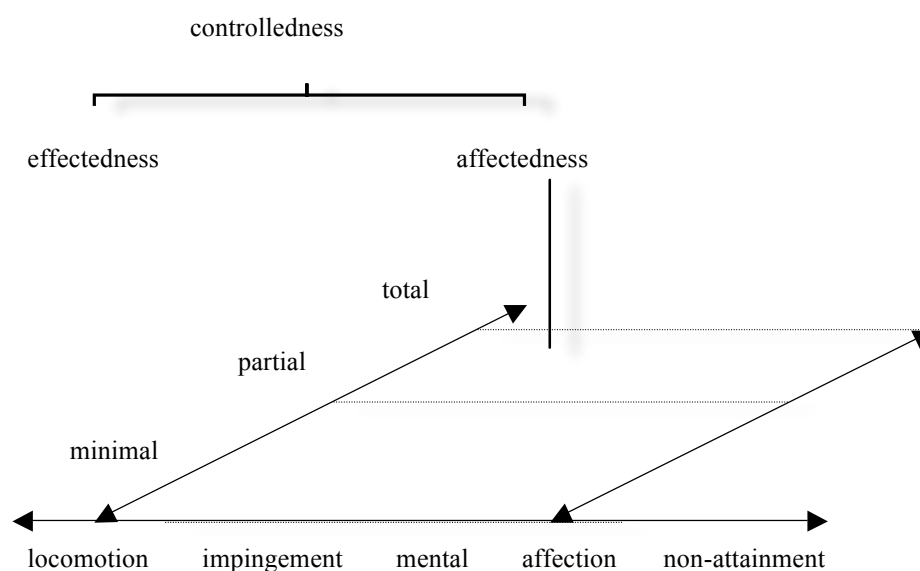 controlledness
effectedness affectedness
total
partial
minimal
locomotion impingement mental affection non-attainment